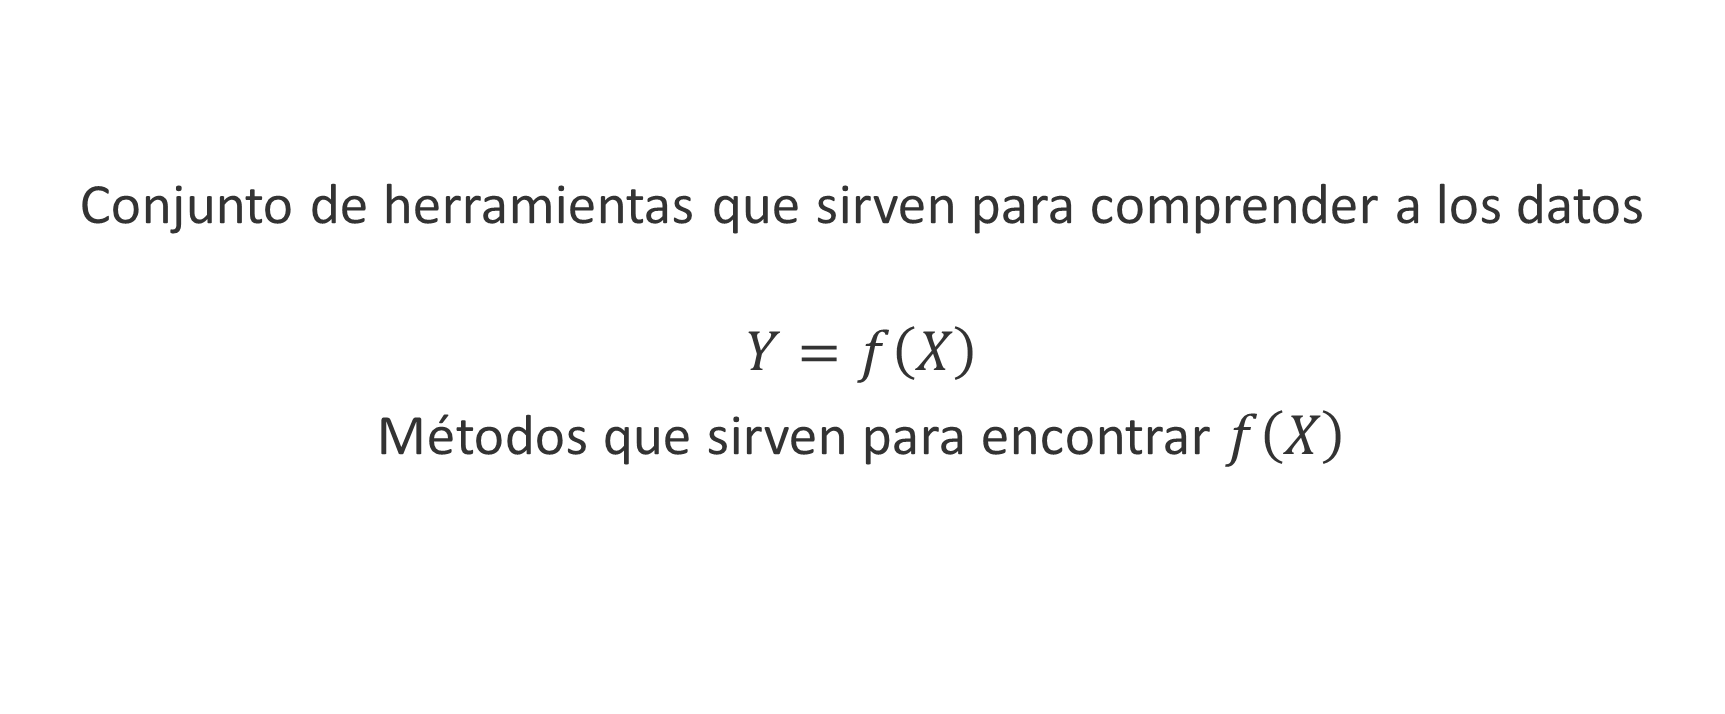 Conjunto de herramientas que sirven para comprender a los datos
Y = f(X)
Métodos que sirven para encontrar f(X)